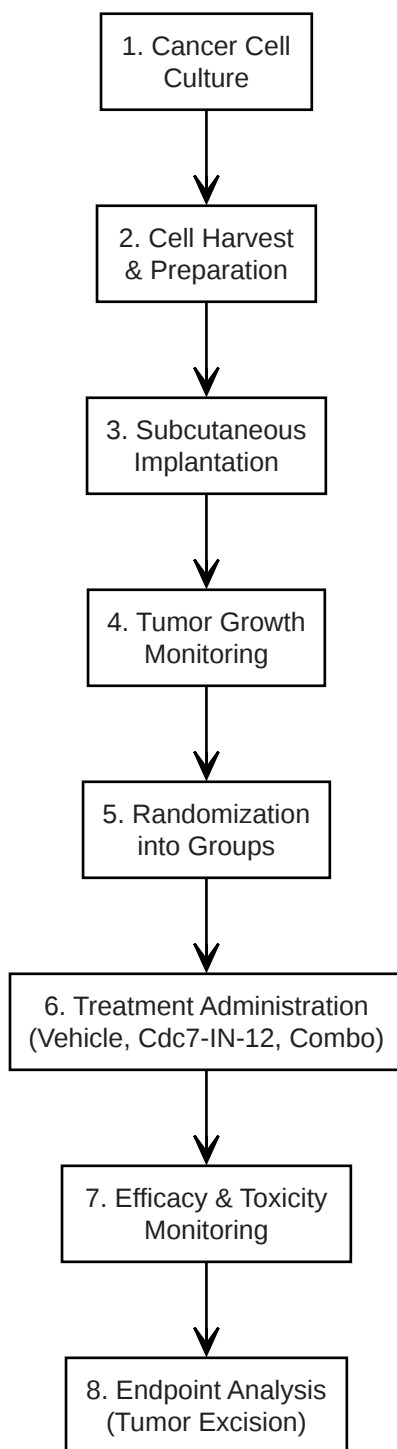 1. Cancer Cell
Culture
2. Cell Harvest
& Preparation
3. Subcutaneous
Implantation
4. Tumor Growth
Monitoring
5. Randomization
into Groups
6. Treatment Administration
(Vehicle, Cdc7-IN-12, Combo)
7. Efficacy & Toxicity
Monitoring
8. Endpoint Analysis
(Tumor Excision)